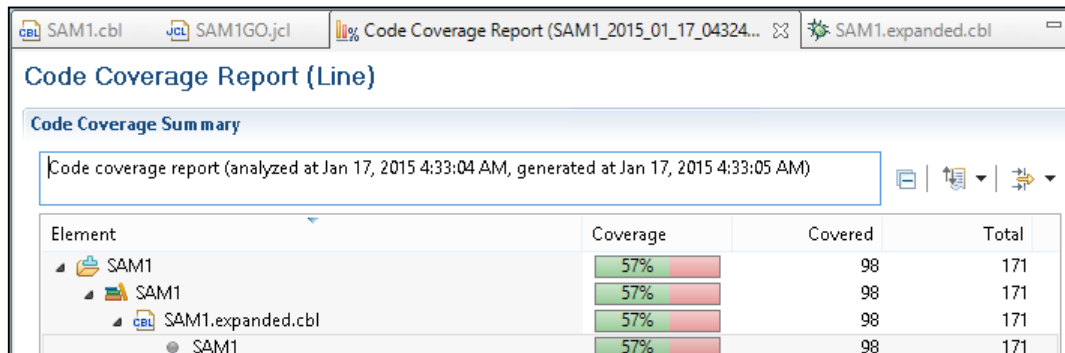 CBL SAM1.cbl JCL SAM1GO.jcl Code Coverage Report (SAM1_2015_01_17_04324... SAM1.expanded.cbl
Code Coverage Report (Line)
Code Coverage Summary
Code coverage report (analyzed at Jan 17, 2015 4:33:04 AM, generated at Jan 17, 2015 4:33:05 AM)
Element Coverage Covered Total
SAM1 57% 98 171
SAM1 57% 98 171
CBL SAM1.expanded.cbl 57% 98 171
SAM1 57% 98 171